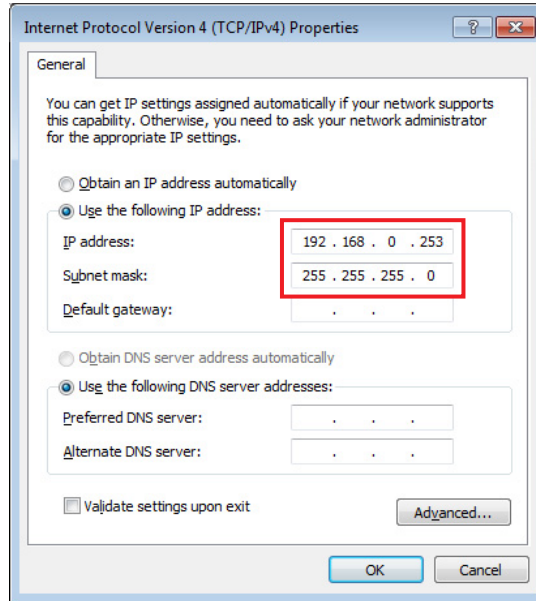 Internet Protocol Version 4 (TCP/IPv4) Properties
?
General
You can get IP settings assigned automatically if your network supports
this capability. Otherwise, you need to ask your network administrator
for the appropriate IP settings.
Obtain an IP address automatically
Use the following IP address:
IP address: 192 . 168 . 0 . 253
Subnet mask: 255 . 255 . 255 . 0
Default gateway: . . .
Obtain DNS server address automatically
Use the following DNS server addresses:
Preferred DNS server: . . .
Alternate DNS server: . . .
Validate settings upon exit
Advanced...
OK Cancel